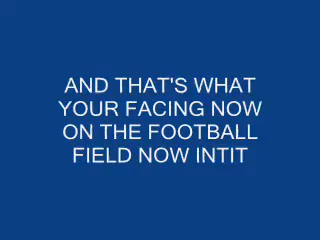 AND THAT'S WHAT
YOUR FACING NOW
ON THE FOOTBALL
FIELD NOW INTIT